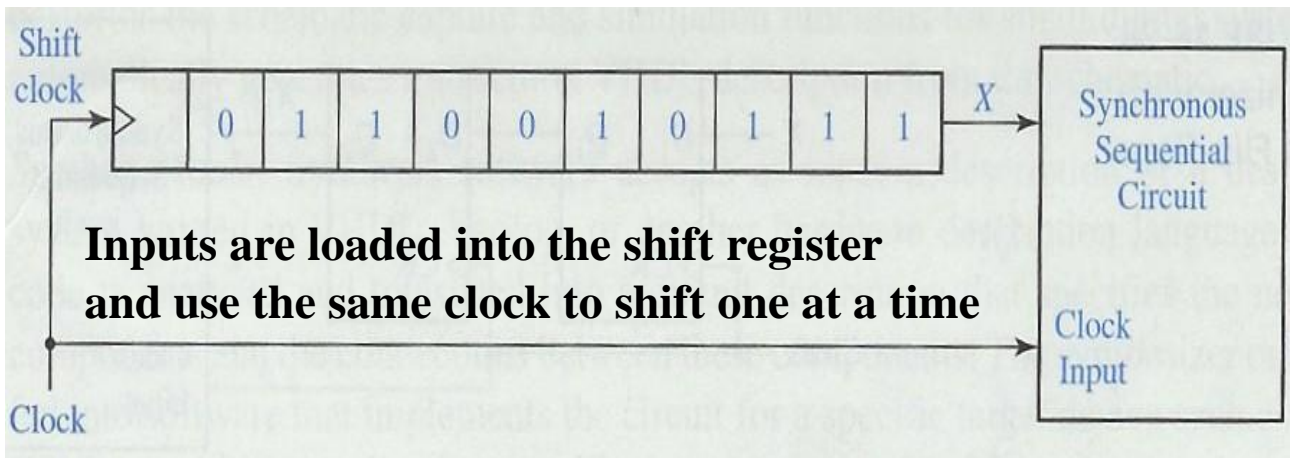 Shift
clock
0 1 1 0 0 1 0 1 1 1
X
Synchronous
Sequential
Circuit
Inputs are loaded into the shift register
and use the same clock to shift one at a time
Clock
Input
Clock